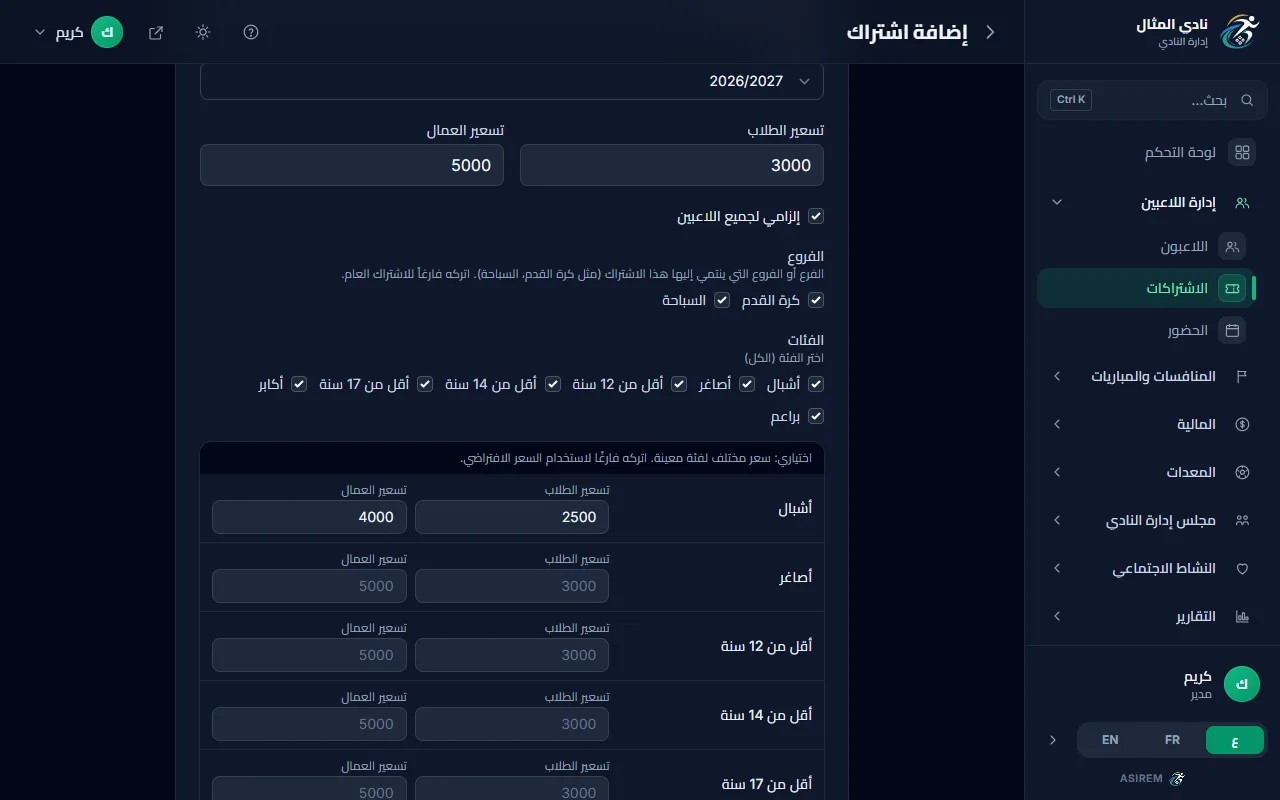 نادي المثال
إدارة النادي
بحث...
Ctrl K
لوحة التحكم
إدارة اللاعبين
اللاعبون
الاشتراكات
الحضور
المنافسات والمباريات
المالية
المعدات
مجلس إدارة النادي
النشاط الاجتماعي
التقارير
ك
كريم
مدير
ع
FR
EN
ASIREM
إضافة اشتراك
ك
كريم
2026/2027
تسعير الطلاب
تسعير العمال
3000
5000
إلزامي لجميع اللاعبين
الفروع
الفرع أو الفروع التي ينتمي إليها هذا الاشتراك (مثل كرة القدم، السباحة). اتركه فارغاً للاشتراك العام.
كرة القدم السباحة
الفئات
اختر الفئة (الكل)
أشبال أصاغر أقل من 12 سنة أقل من 14 سنة أقل من 17 سنة أكابر
براعم
اختياري: سعر مختلف لفئة معينة. اتركه فارغًا لاستخدام السعر الافتراضي.
أشبال
تسعير الطلاب
تسعير العمال
2500
4000
أصاغر
تسعير الطلاب
تسعير العمال
3000
5000
أقل من 12 سنة
تسعير الطلاب
تسعير العمال
3000
5000
أقل من 14 سنة
تسعير الطلاب
تسعير العمال
3000
5000
أقل من 17 سنة
تسعير الطلاب
تسعير العمال
3000
5000